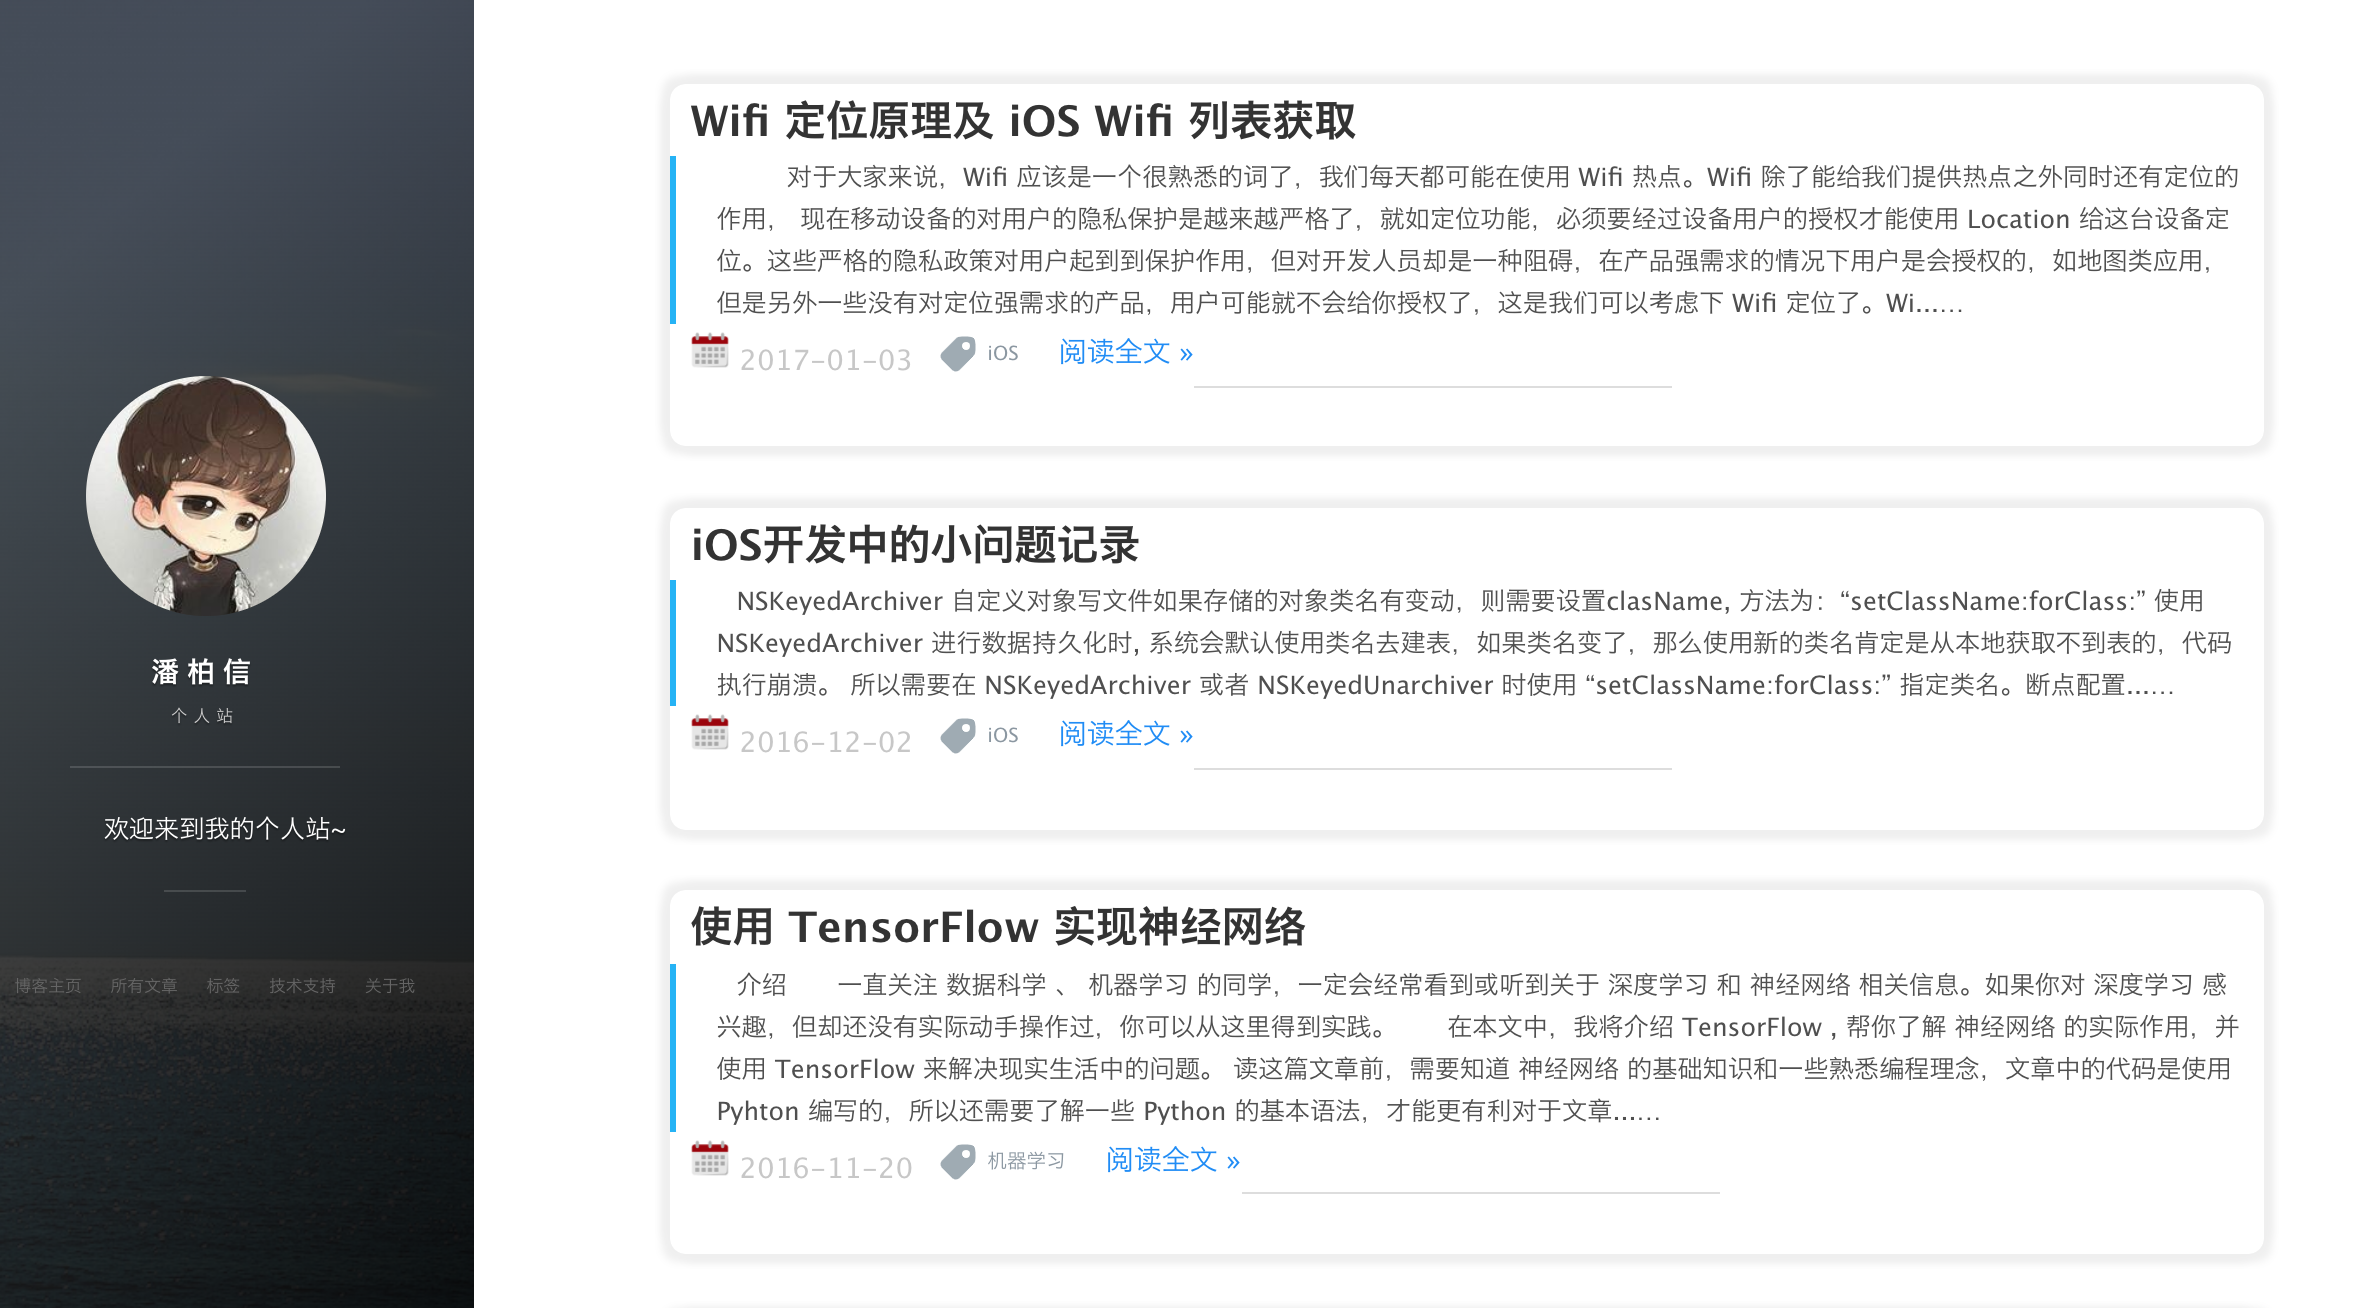 潘柏信
个人站
欢迎来到我的个人站~
博客主页 所有文章 标签 技术支持 关于我
Wifi 定位原理及 iOS Wifi 列表获取
对于大家来说，Wifi 应该是一个很熟悉的词了，我们每天都可能在使用 Wifi 热点。Wifi 除了能给我们提供热点之外同时还有定位的
作用， 现在移动设备的对用户的隐私保护是越来越严格了，就如定位功能，必须要经过设备用户的授权才能使用 Location 给这台设备定
位。这些严格的隐私政策对用户起到到保护作用，但对开发人员却是一种阻碍，在产品强需求的情况下用户是会授权的，如地图类应用，
但是另外一些没有对定位强需求的产品，用户可能就不会给你授权了，这是我们可以考虑下 Wifi 定位了。Wi...…
2017-01-03 iOS 阅读全文 »
iOS开发中的小问题记录
NSKeyedArchiver 自定义对象写文件如果存储的对象类名有变动，则需要设置clasName, 方法为：“setClassName:forClass:” 使用
NSKeyedArchiver 进行数据持久化时, 系统会默认使用类名去建表，如果类名变了，那么使用新的类名肯定是从本地获取不到表的，代码
执行崩溃。 所以需要在 NSKeyedArchiver 或者 NSKeyedUnarchiver 时使用 “setClassName:forClass:” 指定类名。断点配置...…
2016-12-02 iOS 阅读全文 »
使用 TensorFlow 实现神经网络
介绍 一直关注 数据科学 、 机器学习 的同学，一定会经常看到或听到关于 深度学习 和 神经网络 相关信息。如果你对 深度学习 感
兴趣，但却还没有实际动手操作过，你可以从这里得到实践。 在本文中，我将介绍 TensorFlow , 帮你了解 神经网络 的实际作用，并
使用 TensorFlow 来解决现实生活中的问题。 读这篇文章前，需要知道 神经网络 的基础知识和一些熟悉编程理念，文章中的代码是使用
Pyhton 编写的，所以还需要了解一些 Python 的基本语法，才能更有利对于文章...…
2016-11-20 机器学习 阅读全文 »